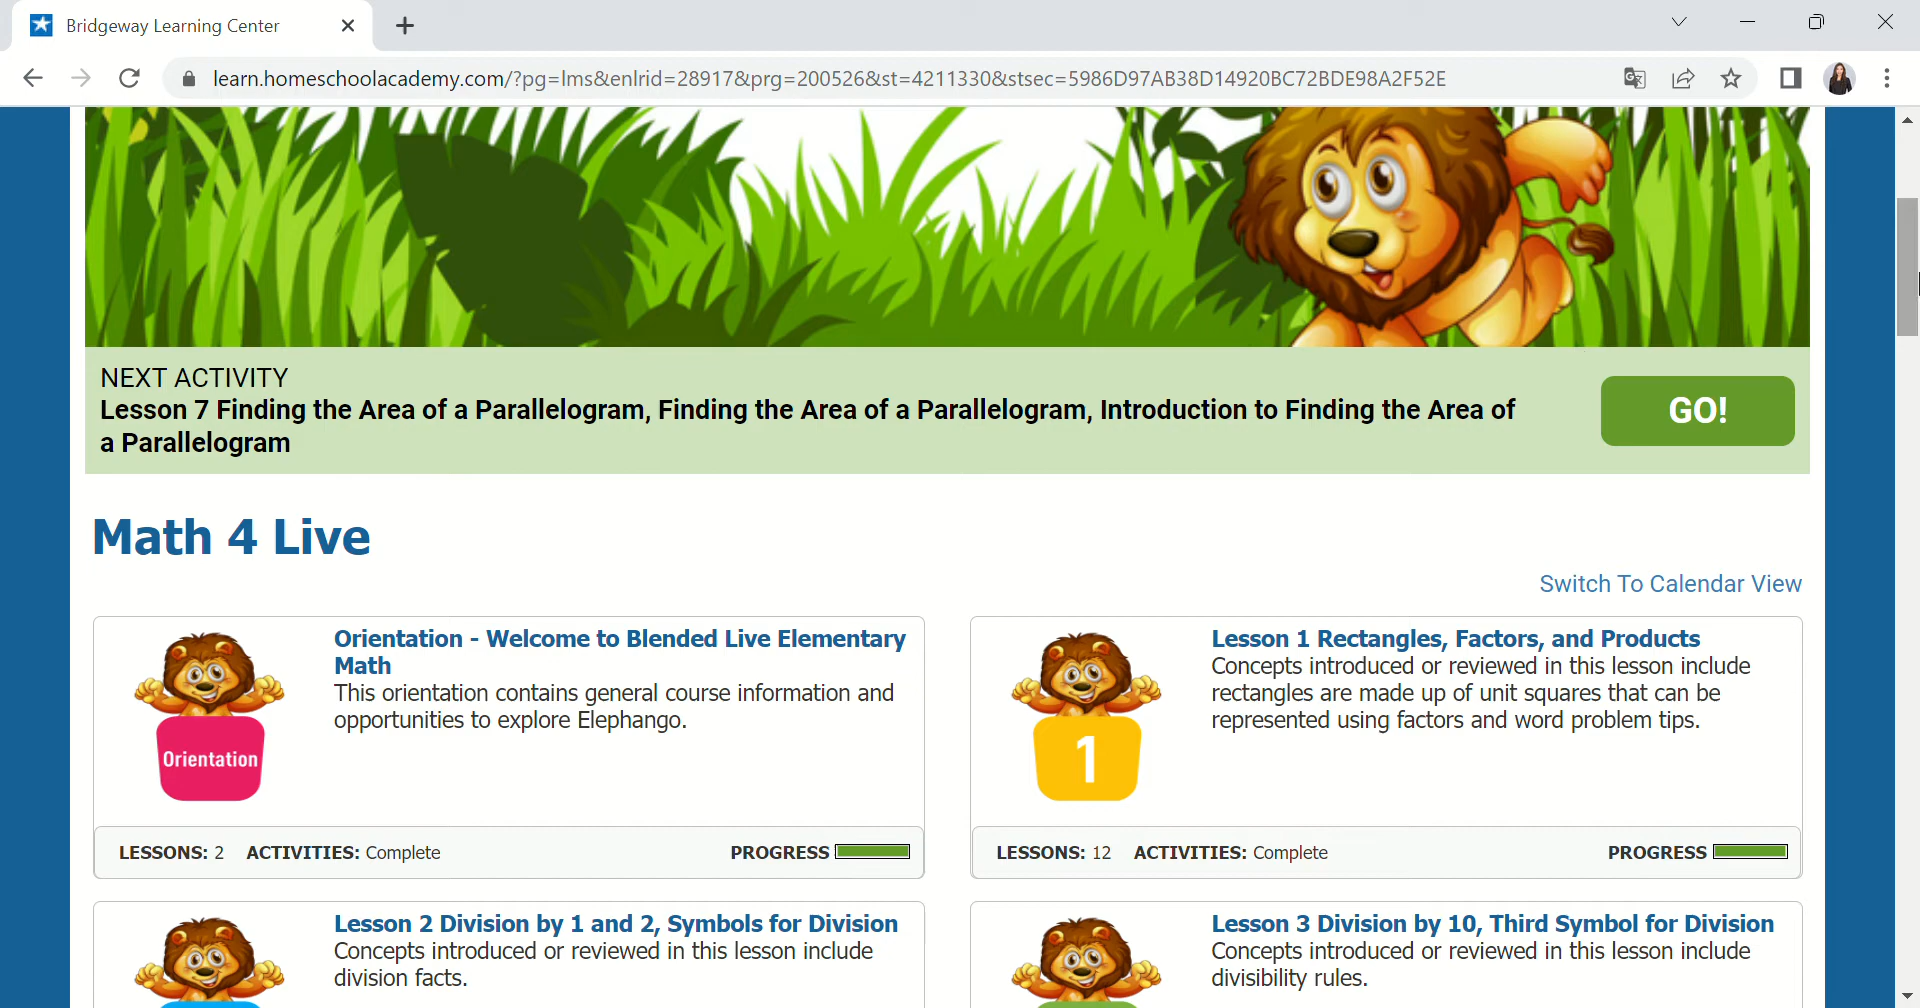 Bridgeway Learning Center
learn.homeschoolacademy.com/?pg=lms&enlrid=28917&prg=200526&st=4211330&stsec=5986D97AB38D14920BC72BDE98A2F52E
NEXT ACTIVITY
Lesson 7 Finding the Area of a Parallelogram, Finding the Area of a Parallelogram, Introduction to Finding the Area of
a Parallelogram
GO!
Math 4 Live
Switch To Calendar View
Orientation - Welcome to Blended Live Elementary
Math
This orientation contains general course information and
opportunities to explore Elephango.
Orientation
LESSONS: 2 ACTIVITIES: Complete PROGRESS
Lesson 1 Rectangles, Factors, and Products
Concepts introduced or reviewed in this lesson include
rectangles are made up of unit squares that can be
represented using factors and word problem tips.
1
LESSONS: 12 ACTIVITIES: Complete PROGRESS
Lesson 2 Division by 1 and 2, Symbols for Division
Concepts introduced or reviewed in this lesson include
division facts.
Lesson 3 Division by 10, Third Symbol for Division
Concepts introduced or reviewed in this lesson include
divisibility rules.